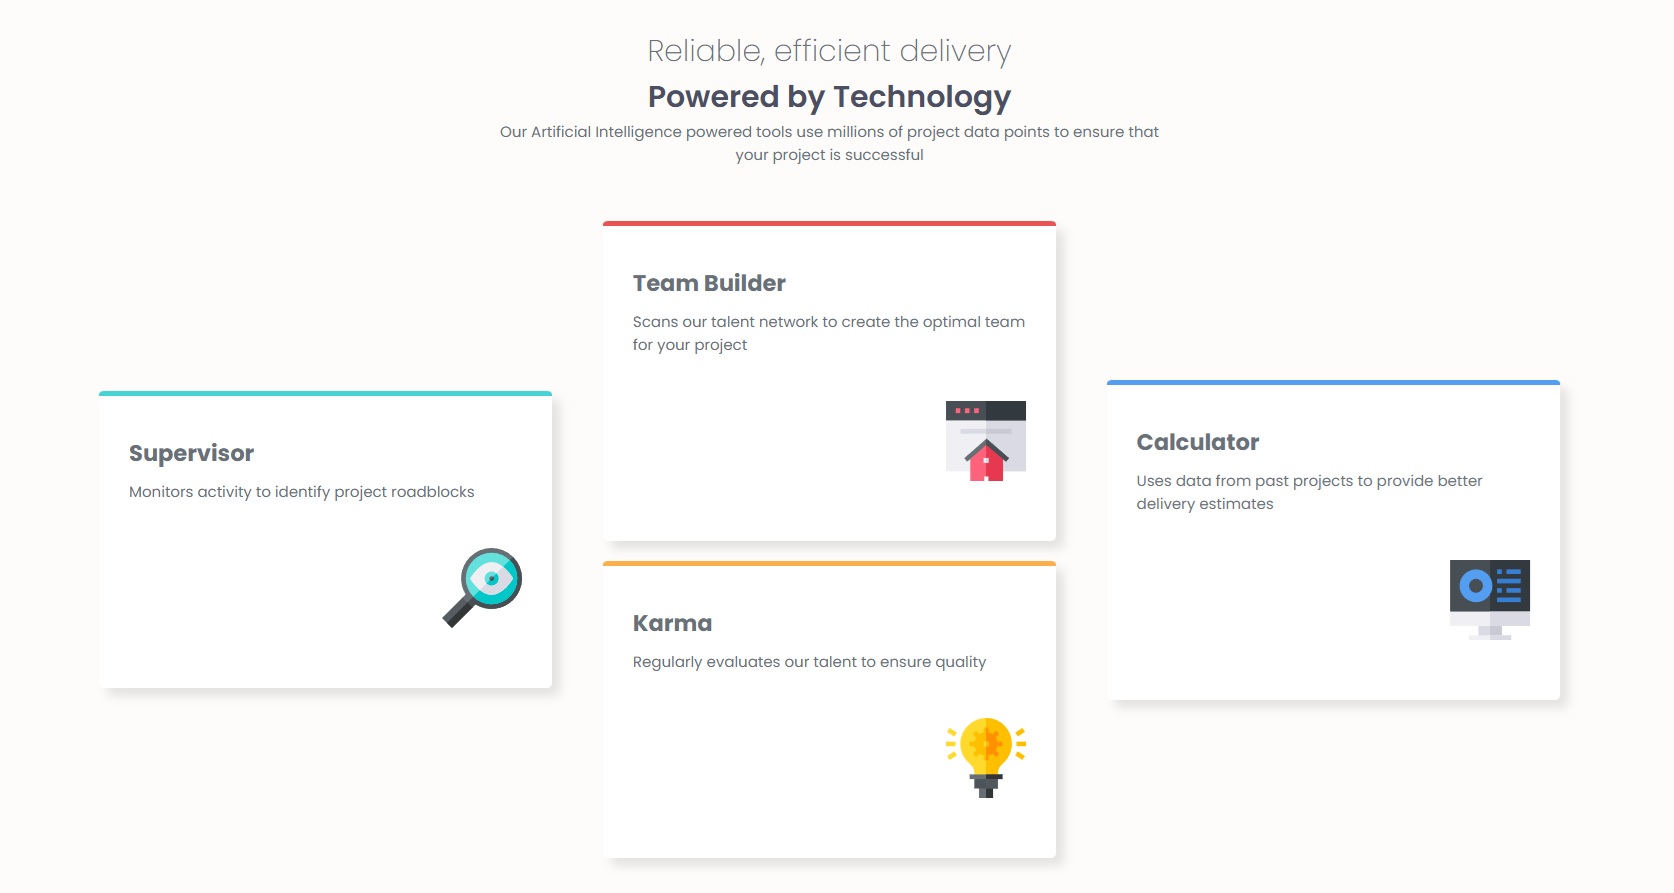 Reliable, efficient delivery
Powered by Technology
Our Artificial Intelligence powered tools use millions of project data points to ensure that
your project is successful
Supervisor
Monitors activity to identify project roadblocks
Team Builder
Scans our talent network to create the optimal team
for your project
Karma
Regularly evaluates our talent to ensure quality
Calculator
Uses data from past projects to provide better
delivery estimates